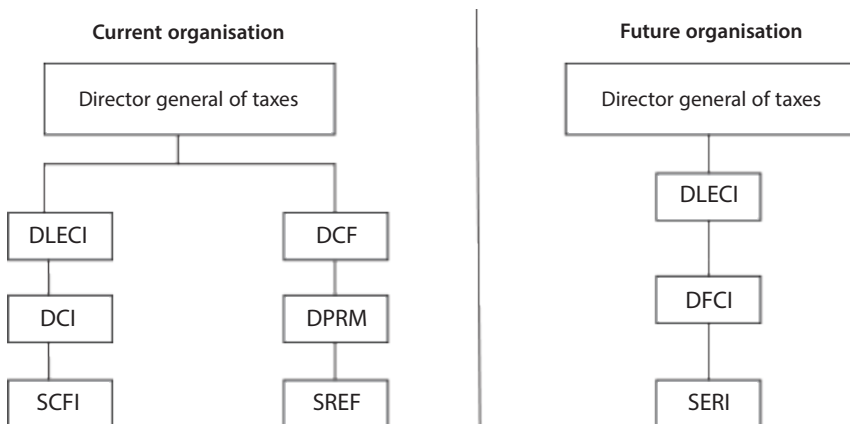 Current organisation
Director general of taxes
DLECI
DCF
DCI
DPRM
SCFI
SREF
Future organisation
Director general of taxes
DLECI
DFCI
SERI